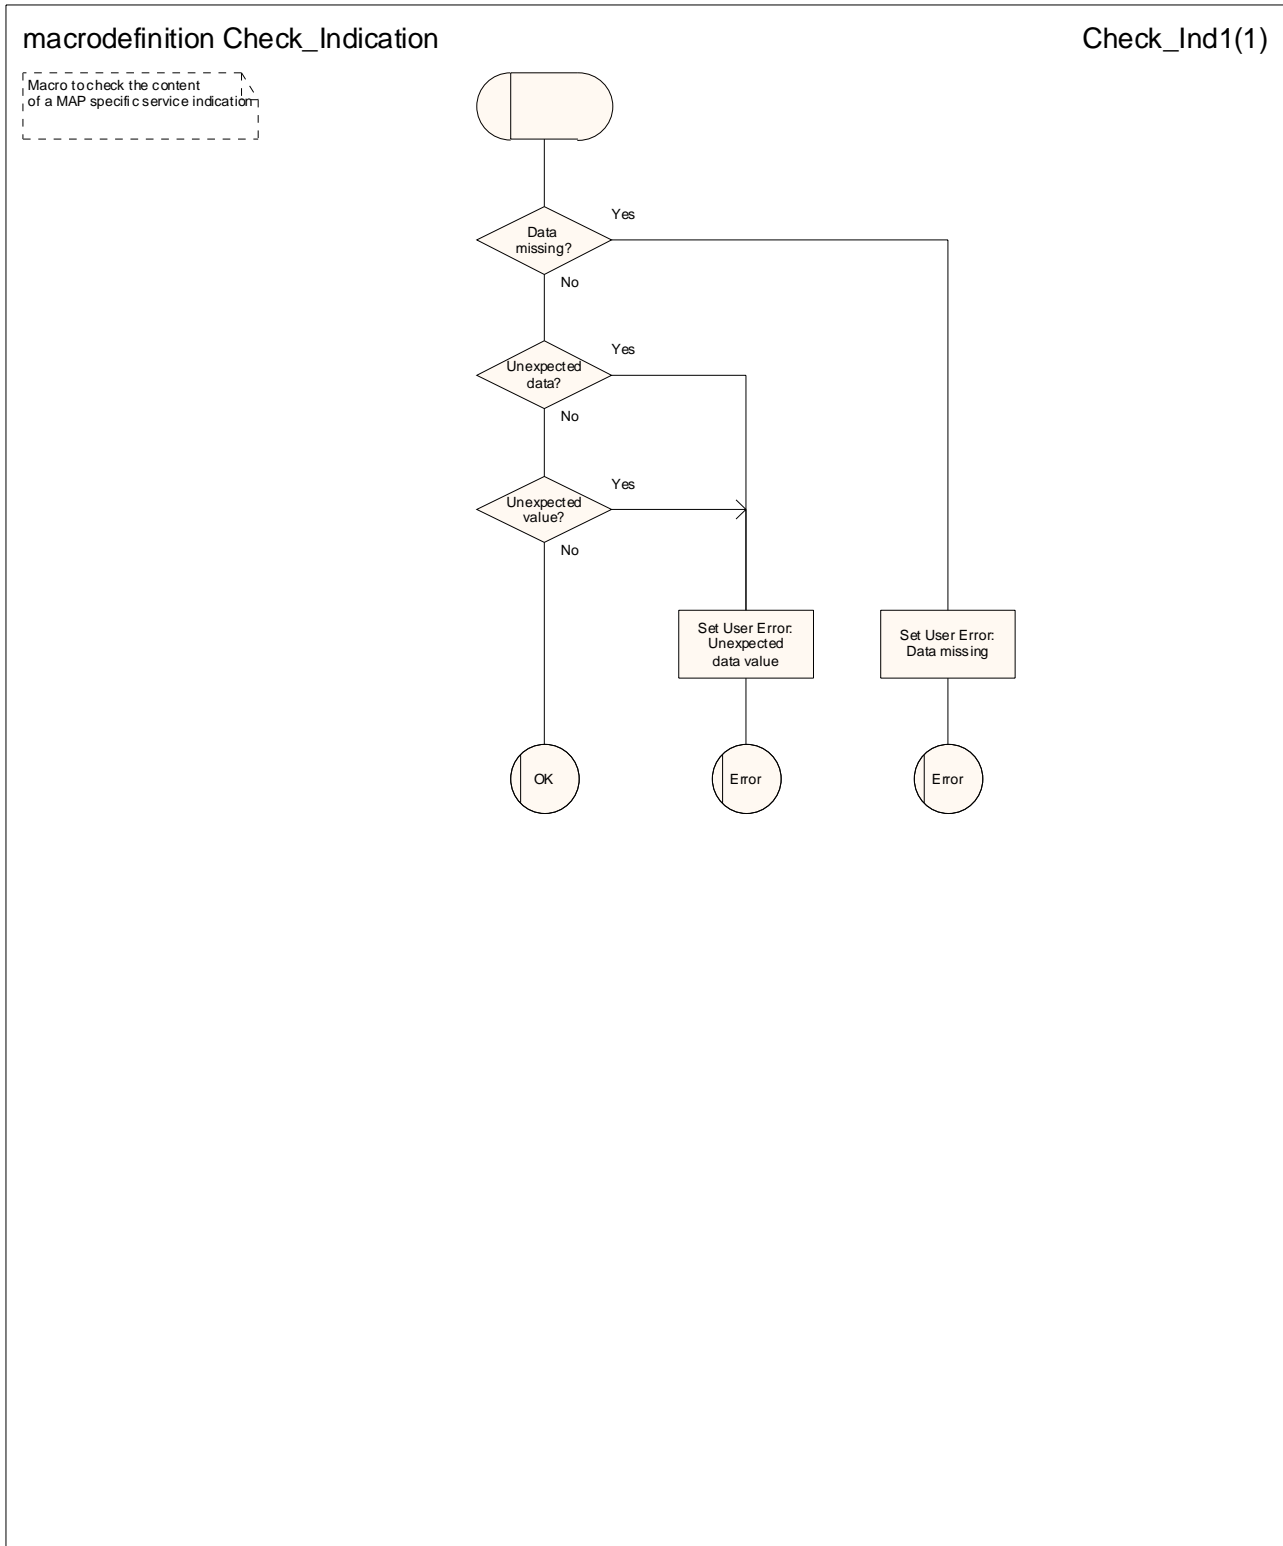 macrodefinition Check_Indication
Check_Ind1(1)
Macro to check the content
of a MAP specific service indication
Yes
Data
missing?
No
Yes
Unexpected
data?
No
Yes
Unexpected
value?
No
Set User Error:
Unexpected
data value
Set User Error:
Data missing
OK
Error
Error